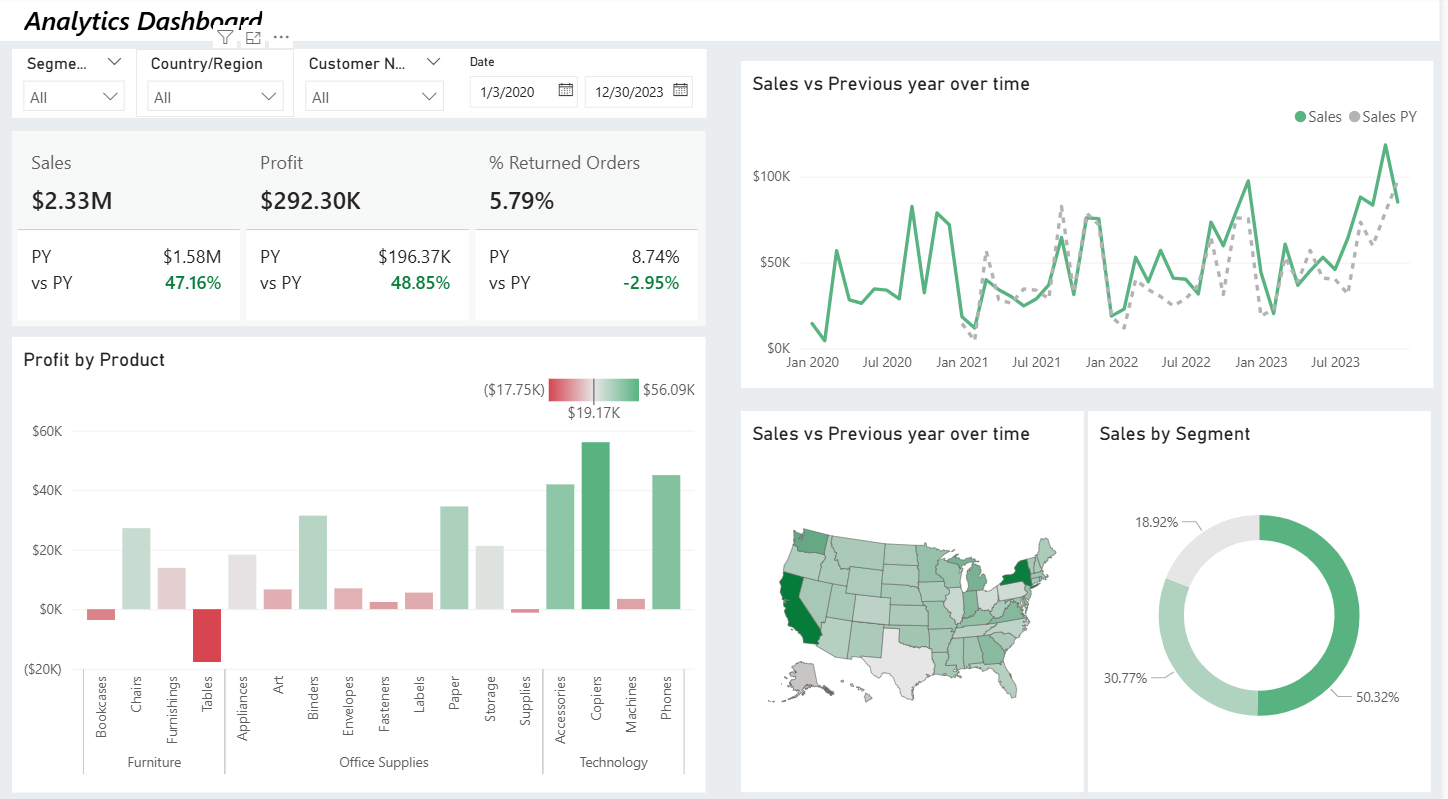 Analytics Dashboard
Segme... Country/Region Customer N... Date
All All All 1/3/2020 12/30/2023
Sales Profit % Returned Orders
$2.33M $292.30K 5.79%
PY $1.58M PY $196.37K PY 8.74%
vs PY 47.16% vs PY 48.85% vs PY -2.95%
Profit by Product
($17.75K) $56.09K
$19.17K
$60K
$40K
$20K
$0K
($20K)
Bookcases Chairs Furnishings Tables Appliances Art Binders Envelopes Fasteners Labels Paper Storage Supplies Accessories Copiers Machines Phones
Furniture Office Supplies Technology
Sales vs Previous year over time
Sales Sales PY
$100K
$50K
$0K
Jan 2020 Jul 2020 Jan 2021 Jul 2021 Jan 2022 Jul 2022 Jan 2023 Jul 2023
Sales vs Previous year over time
Sales by Segment
18.92%
30.77%
50.32%